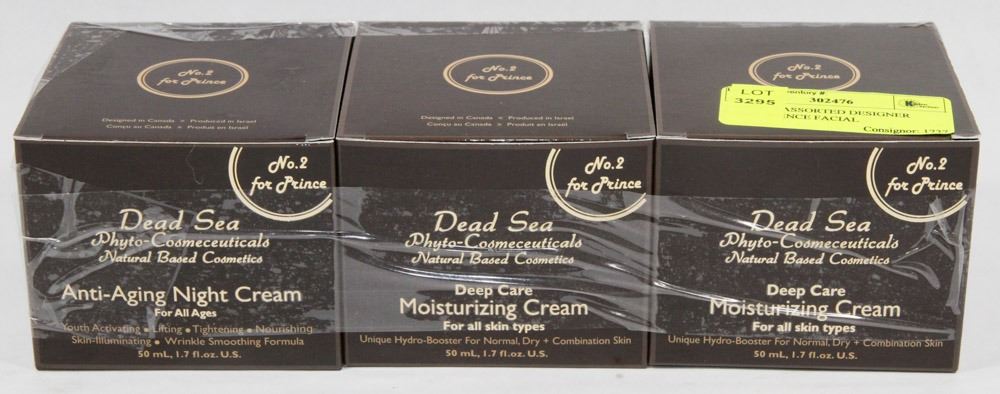 No.2
for Prince
Designed in Canada • Produced in Israel
Conçu au Canada • Produit en Israël
No.2
for Prince
Dead Sea
Phyto-Cosmeceuticals
Natural Based Cosmetics
Anti-Aging Night Cream
For All Ages
Youth Activating • Lifting • Tightening • Nourishing
Skin-Illuminating • Wrinkle Smoothing Formula
50 mL, 1.7 fl.oz. U.S.
No.2
for Prince
Designed in Canada • Produced in Israel
Conçu au Canada • Produit en Israël
No.2
for Prince
Dead Sea
Phyto-Cosmeceuticals
Natural Based Cosmetics
Deep Care
Moisturizing Cream
For all skin types
Unique Hydro-Booster For Normal, Dry + Combination Skin
50 mL, 1.7 fl.oz. U.S.
No.2
for Prince
LOT
3295
302476
ASSORTED DESIGNER
FACIAL
Consignor:
No.2
for Prince
Dead Sea
Phyto-Cosmeceuticals
Natural Based Cosmetics
Deep Care
Moisturizing Cream
For all skin types
Unique Hydro-Booster For Normal, Dry + Combination Skin
50 mL, 1.7 fl.oz. U.S.